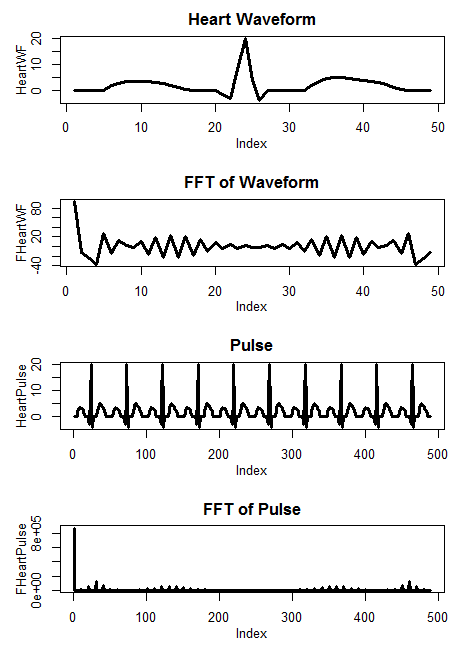 Heart Waveform
HeartWF
0 10 20
0 10 20 30 40 50
Index
FFT of Waveform
FHeartWF
-40 20 80
0 10 20 30 40 50
Index
Pulse
HeartPulse
0 10 20
0 100 200 300 400 500
Index
FFT of Pulse
FHeartPulse
0e+00 8e+05
0 100 200 300 400 500
Index